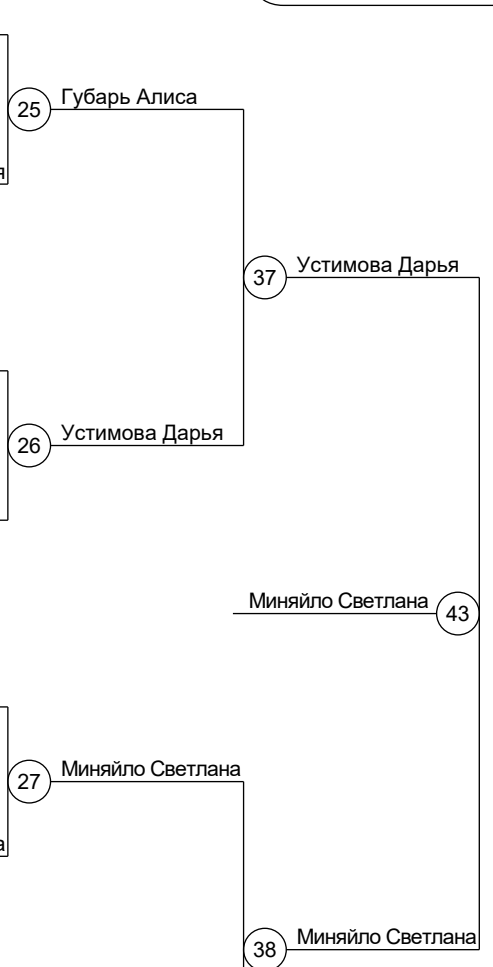 25 Губарь Алиса
я
37 Устимова Дарья
26 Устимова Дарья
Миняйло Светлана 43
27 Миняйло Светлана
а
38 Миняйло Светлана